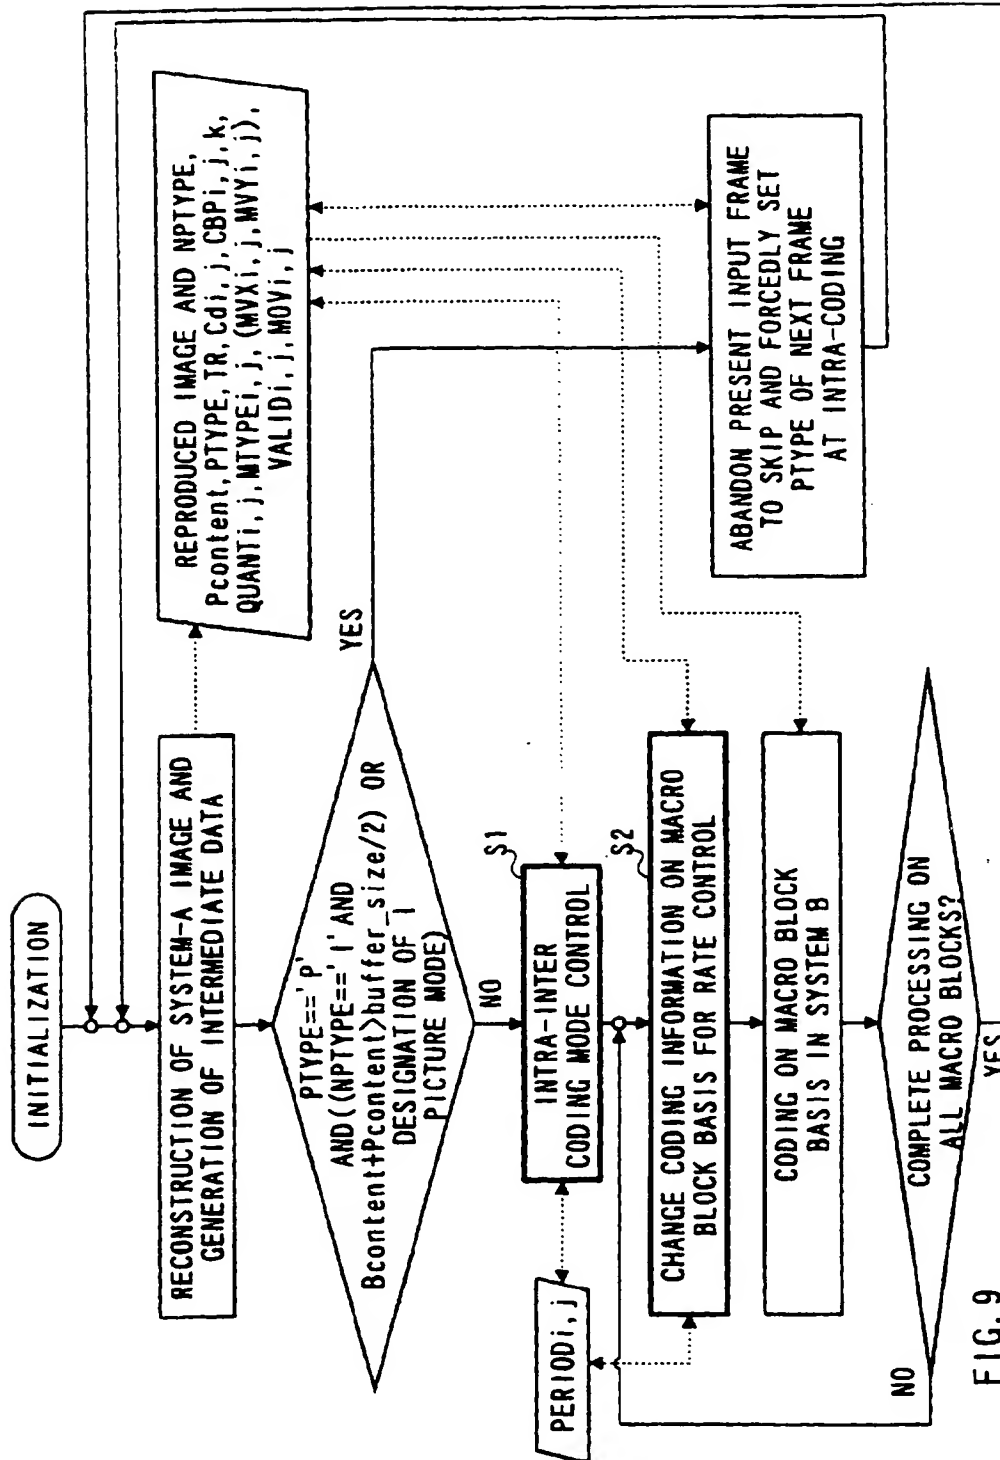 INITIALIZATION
RECONSTRUCTION OF SYSTEM-A IMAGE AND
GENERATION OF INTERMEDIATE DATA
REPRODUCED IMAGE AND NPTYPE,
Pcontent, PTYPE, TR, Cdi, j, CBPi, j, k,
QUANTi, j, MTYPEi, j, (MVXi, j, MVYi, j),
VALIDi, j, MOVi, j
PTYPE=='P'
AND((NPTYPE=='I' AND
Bcontent+Pcontent>buffer_size/2) OR
DESIGNATION OF I
PICTURE MODE)
YES
NO
ABANDON PRESENT INPUT FRAME
TO SKIP AND FORCEDLY SET
PTYPE OF NEXT FRAME
AT INTRA-CODING
S1
INTRA-INTER
CODING MODE CONTROL
PERIODi, j
S2
CHANGE CODING INFORMATION ON MACRO
BLOCK BASIS FOR RATE CONTROL
CODING ON MACRO BLOCK
BASIS IN SYSTEM B
COMPLETE PROCESSING ON
ALL MACRO BLOCKS?
NO
YES
FIG. 9